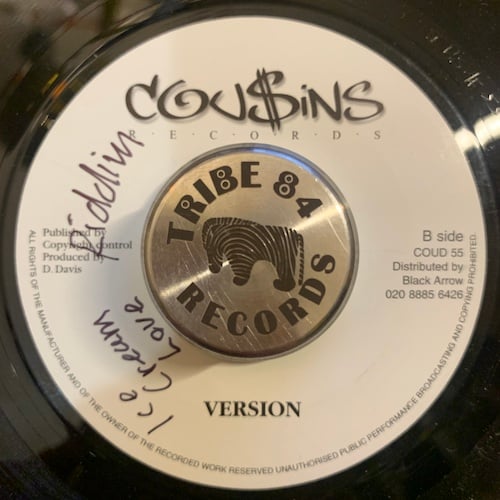 COU$iNS
R·E·C·O·R·D·S
TRIBE 84
RECORDS
Riddim
Ice Cream
Love
Published by
Copyright control
Produced by
D. Davis
B side
COUD 55
Distributed by
Black Arrow
020 8885 6426
VERSION
ALL RIGHTS OF THE MANUFACTURER AND OF THE OWNER OF THE RECORDED WORK RESERVED UNAUTHORISED PUBLIC PERFORMANCE BROADCASTING AND COPYING PROHIBITED.